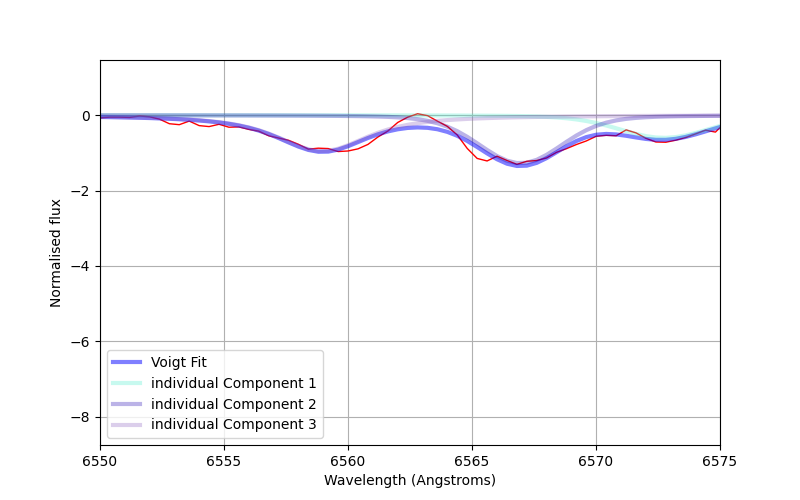 0
−2
−4
−6
−8
Normalised flux
Voigt Fit
individual Component 1
individual Component 2
individual Component 3
6550 6555 6560 6565 6570 6575
Wavelength (Angstroms)